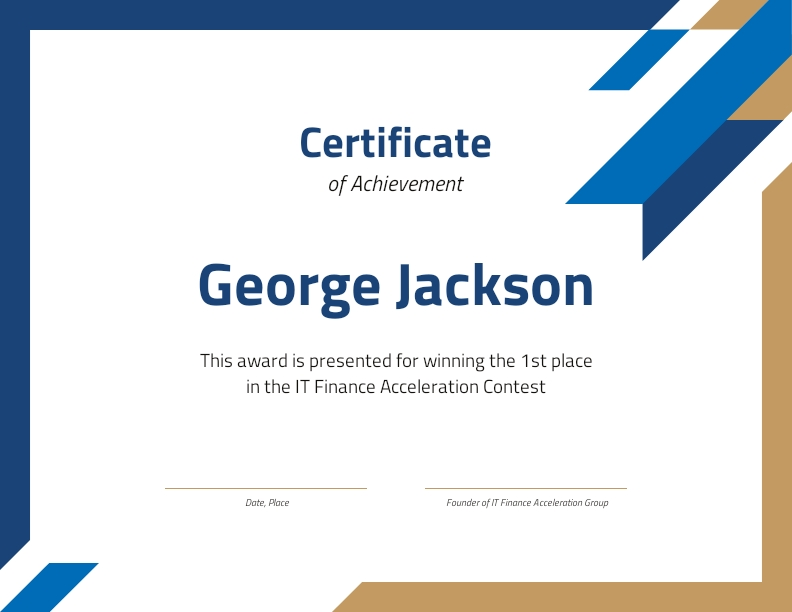 Certificate
of Achievement
George Jackson
This award is presented for winning the 1st place
in the IT Finance Acceleration Contest
Date, Place
Founder of IT Finance Acceleration Group